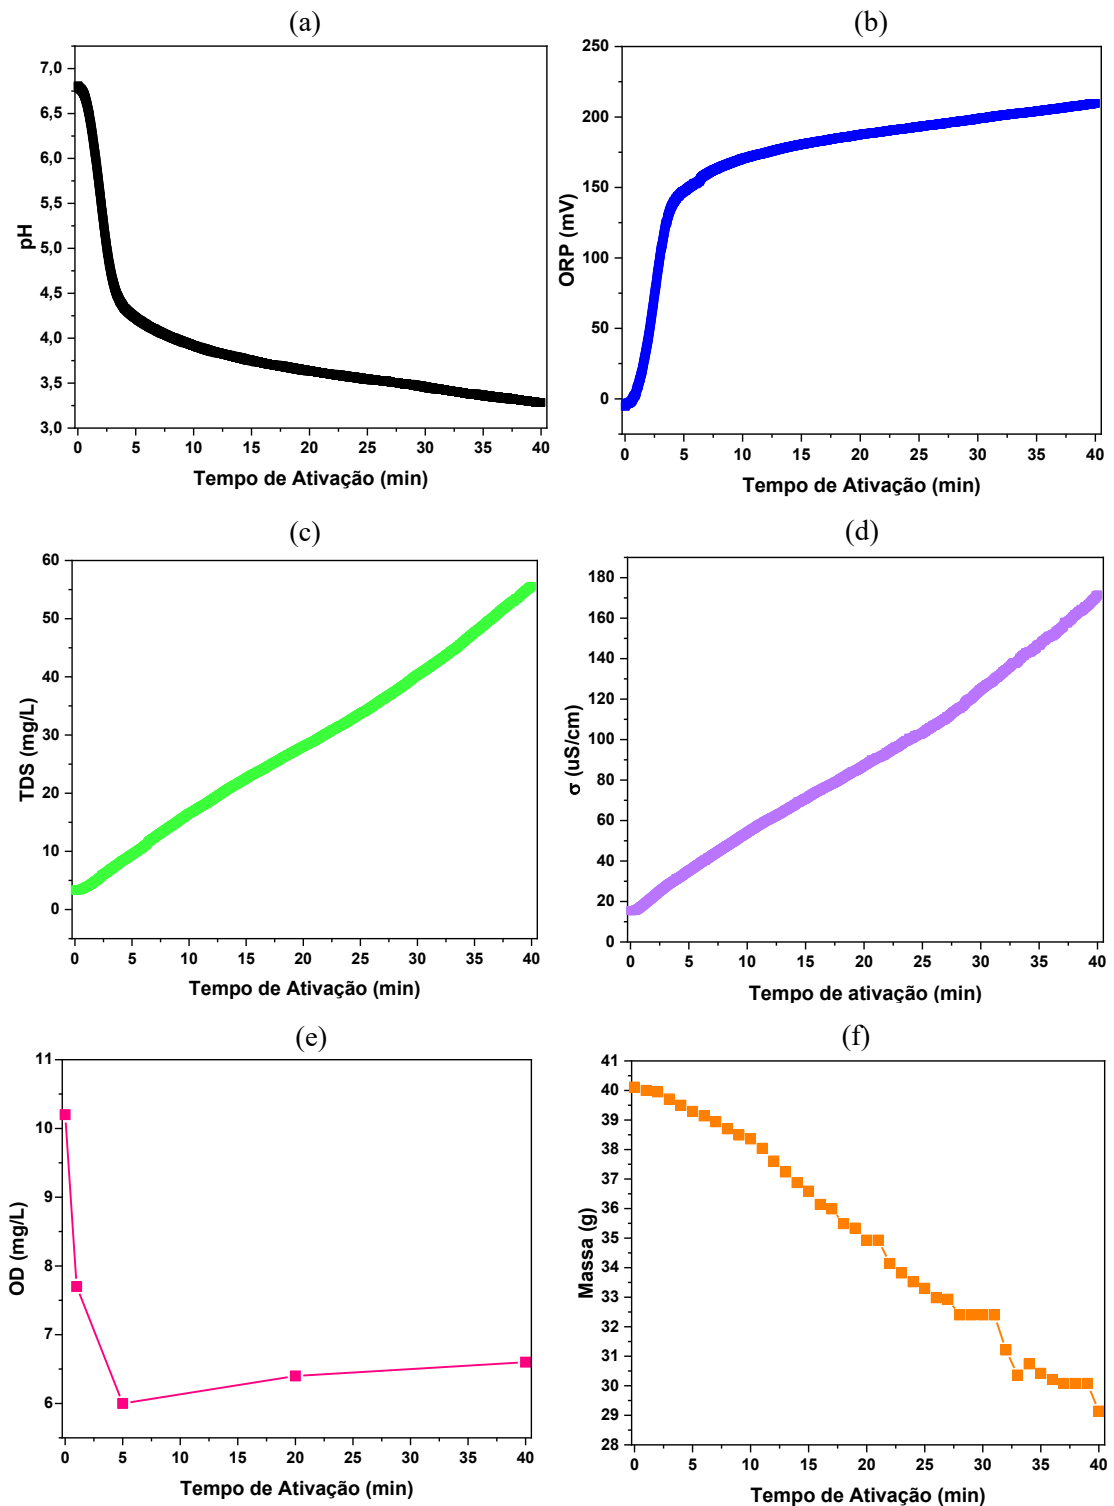 (a)
7,0
6,5
6,0
5,5
5,0
4,5
4,0
3,5
3,0
pH
0 5 10 15 20 25 30 35 40
Tempo de Ativação (min)
(b)
250
200
150
100
50
0
ORP (mV)
0 5 10 15 20 25 30 35 40
Tempo de Ativação (min)
(c)
60
50
40
30
20
10
0
TDS (mg/L)
0 5 10 15 20 25 30 35 40
Tempo de Ativação (min)
(d)
180
160
140
120
100
80
60
40
20
0
σ (uS/cm)
0 5 10 15 20 25 30 35 40
Tempo de ativação (min)
(e)
11
10
9
8
7
6
OD (mg/L)
0 5 10 15 20 25 30 35 40
Tempo de Ativação (min)
(f)
41
40
39
38
37
36
35
34
33
32
31
30
29
28
Massa (g)
0 5 10 15 20 25 30 35 40
Tempo de Ativação (min)